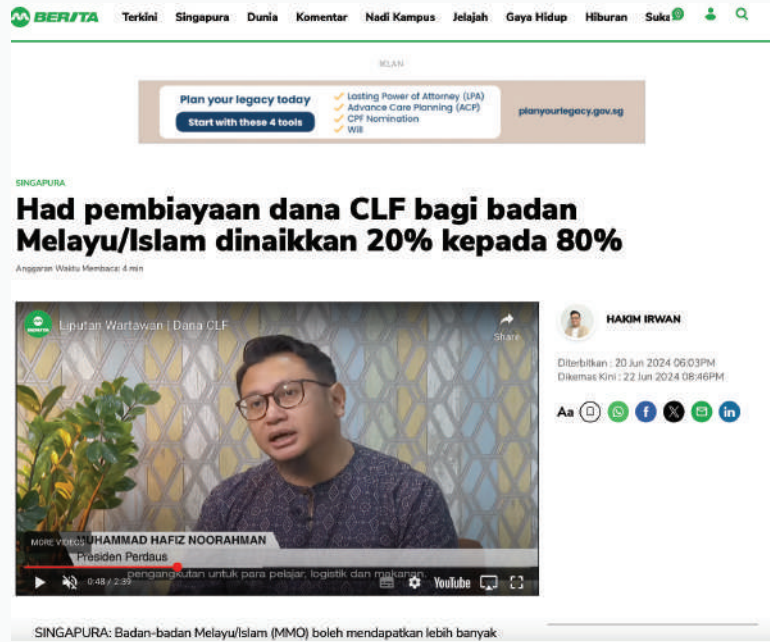 BERITA Terkini Singapura Dunia Komentar Nadi Kampus Jelajah Gaya Hidup Hiburan
IKLAN
Plan your legacy today
Start with these 4 tools
Lasting Power of Attorney (LPA)
Advance Care Planning (ACP)
CPF Nomination
Will
planyourlegacy.gov.sg
SINGAPURA
Had pembiayaan dana CLF bagi badan
Melayu/Islam dinaikkan 20% kepada 80%
Anggaran Waktu Membaca: 4 min
BERITA
Liputan Wartawan | Dana CLF
Share
HAKIM IRWAN
Diterbitkan : 20 Jun 2024 06:03PM
Dikemas Kini : 22 Jun 2024 08:46PM
Aa
MORE VIDEOS
MUHAMMAD HAFIZ NOORAHMAN
Presiden Perdaus
pengangkutan untuk para pelajar, logistik dan makanan.
0:48 / 2:39
YouTube
SINGAPURA: Badan-badan Melayu/Islam (MMO) boleh mendapatkan lebih banyak